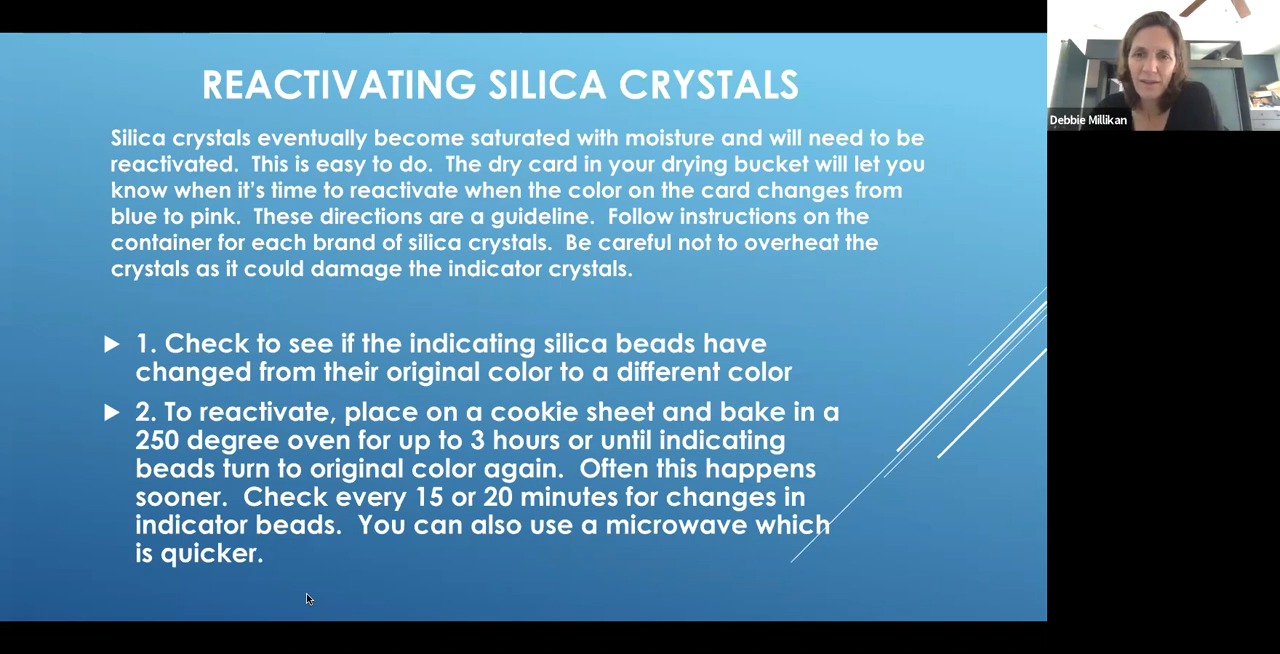 REACTIVATING SILICA CRYSTALS
Silica crystals eventually become saturated with moisture and will need to be
reactivated. This is easy to do. The dry card in your drying bucket will let you
know when it's time to reactivate when the color on the card changes from
blue to pink. These directions are a guideline. Follow instructions on the
container for each brand of silica crystals. Be careful not to overheat the
crystals as it could damage the indicator crystals.
1. Check to see if the indicating silica beads have
changed from their original color to a different color
2. To reactivate, place on a cookie sheet and bake in a
250 degree oven for up to 3 hours or until indicating
beads turn to original color again. Often this happens
sooner. Check every 15 or 20 minutes for changes in
indicator beads. You can also use a microwave which
is quicker.
Debbie Millikan